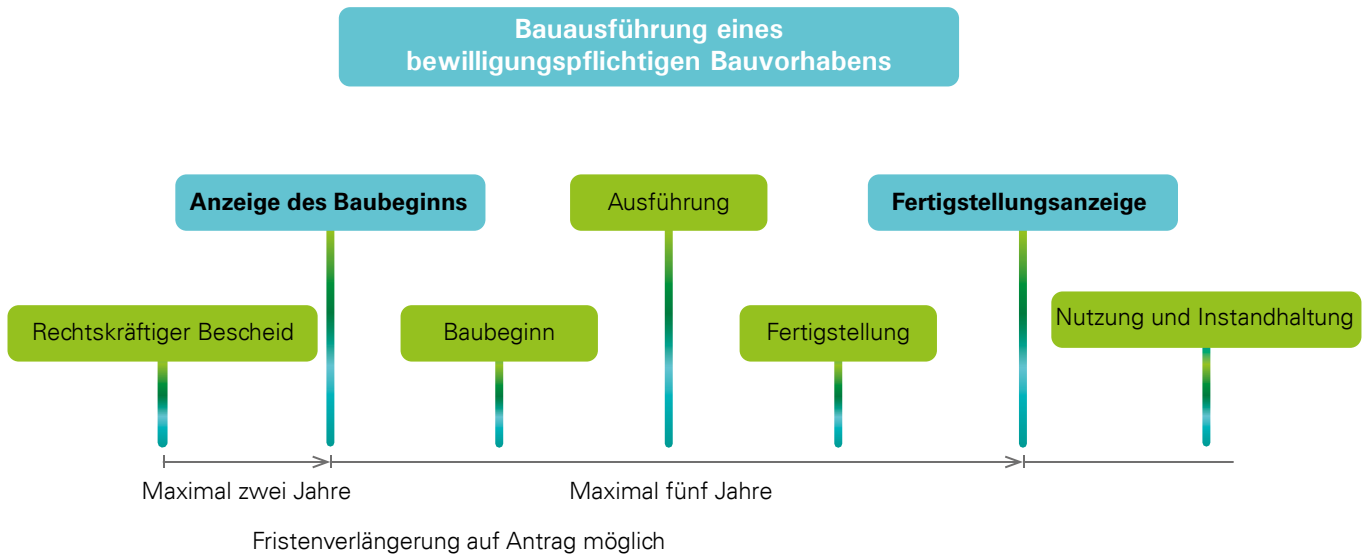 Bauausführung eines
bewilligungspflichtigen Bauvorhabens
Anzeige des Baubeginns
Ausführung
Fertigstellungsanzeige
Rechtskräftiger Bescheid
Baubeginn
Fertigstellung
Nutzung und Instandhaltung
Maximal zwei Jahre
Maximal fünf Jahre
Fristenverlängerung auf Antrag möglich